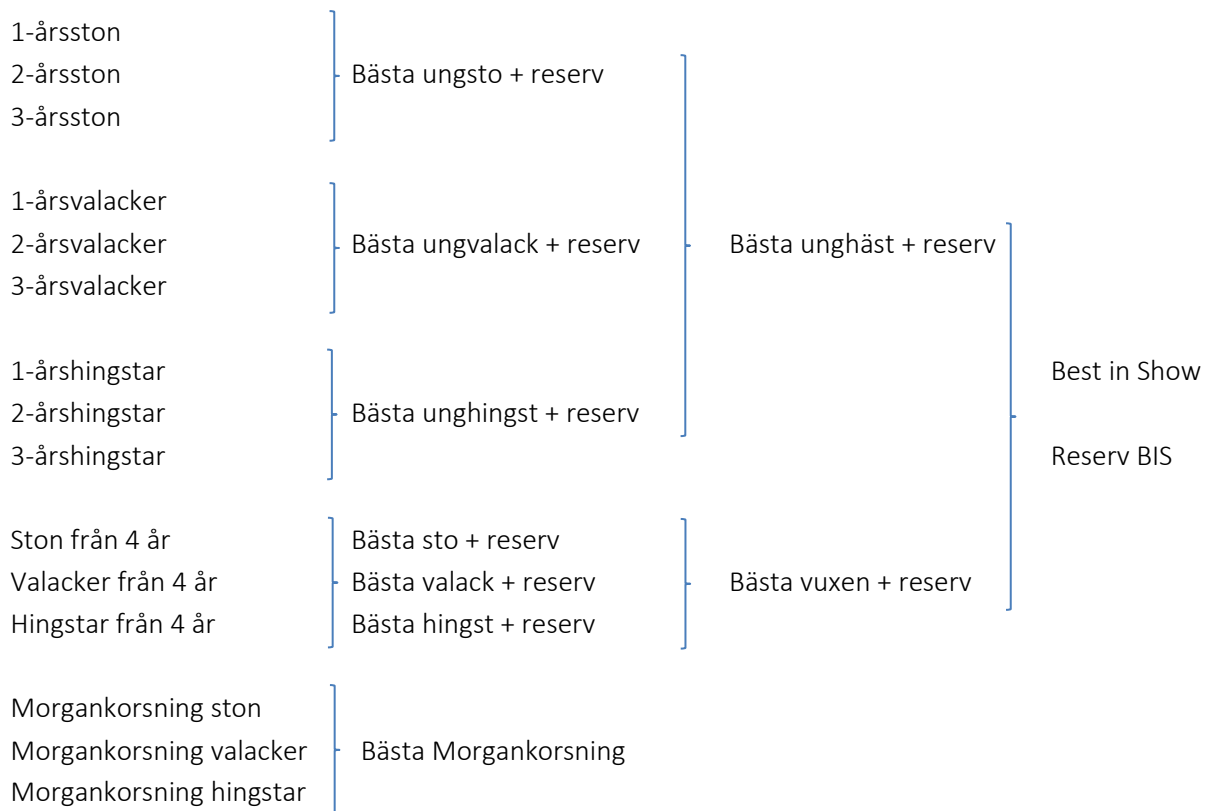 1-årsston
2-årsston Bästa ungsto + reserv
3-årsston
1-årsvalacker
2-årsvalacker Bästa ungvalack + reserv Bästa unghäst + reserv
3-årsvalacker
1-årshingstar Best in Show
2-årshingstar Bästa unghingst + reserv
3-årshingstar Reserv BIS
Ston från 4 år Bästa sto + reserv
Valacker från 4 år Bästa valack + reserv Bästa vuxen + reserv
Hingstar från 4 år Bästa hingst + reserv
Morgankorsning ston
Morgankorsning valacker Bästa Morgankorsning
Morgankorsning hingstar